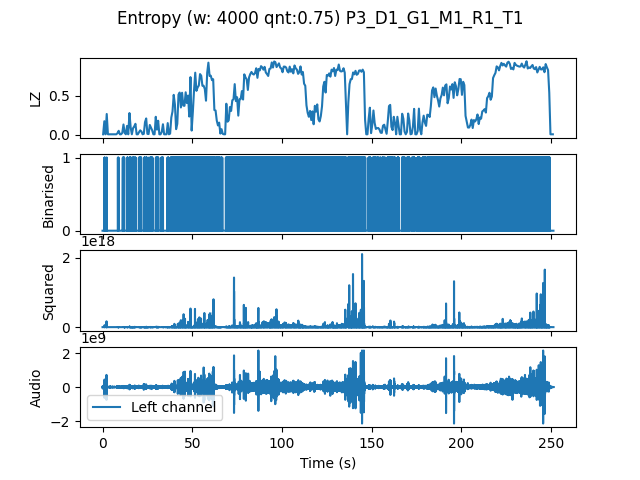 Entropy (w: 4000 qnt:0.75) P3_D1_G1_M1_R1_T1
LZ
0.5
0.0
Binarised
1
0
1e18
Squared
2
0
1e9
Audio
2
0
−2
Left channel
0 50 100 150 200 250
Time (s)